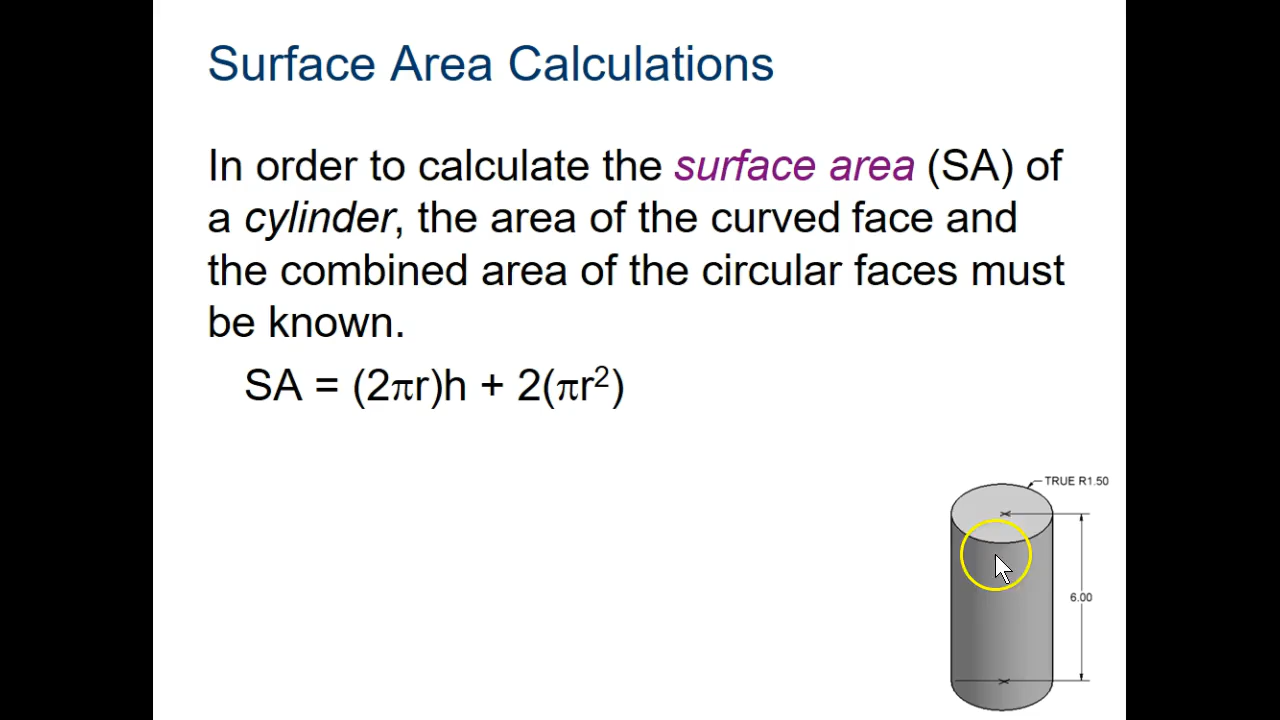 Surface Area Calculations
In order to calculate the surface area (SA) of
a cylinder, the area of the curved face and
the combined area of the circular faces must
be known.
SA = (2πr)h + 2(πr²)
TRUE R1.50
6.00